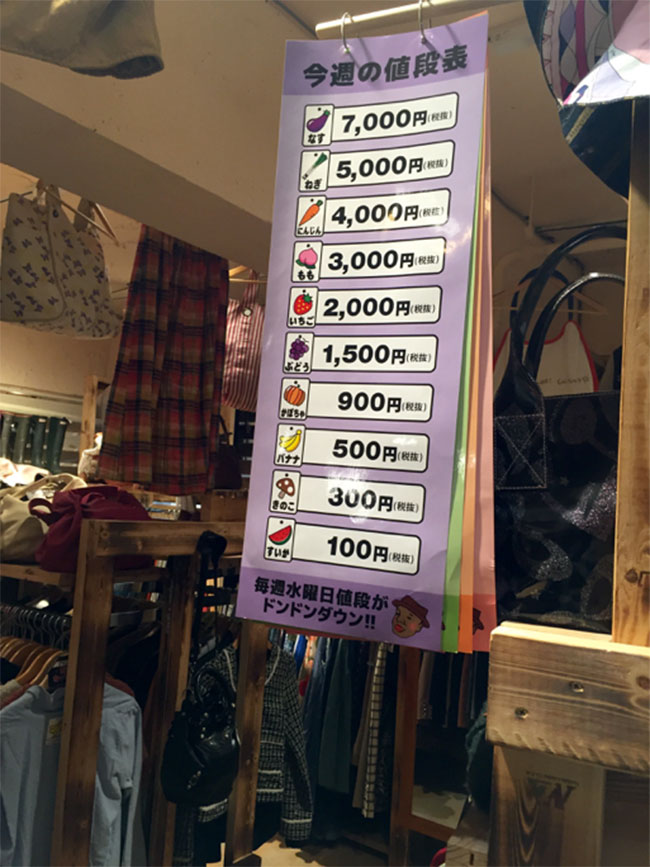 今週の値段表
なす 7,000円(税抜)
ねぎ 5,000円(税抜)
にんじん 4,000円(税抜)
もも 3,000円(税抜)
いちご 2,000円(税抜)
ぶどう 1,500円(税抜)
かぼちゃ 900円(税抜)
バナナ 500円(税抜)
きのこ 300円(税抜)
すいか 100円(税抜)
毎週水曜日値段が
ドンドンダウン!!